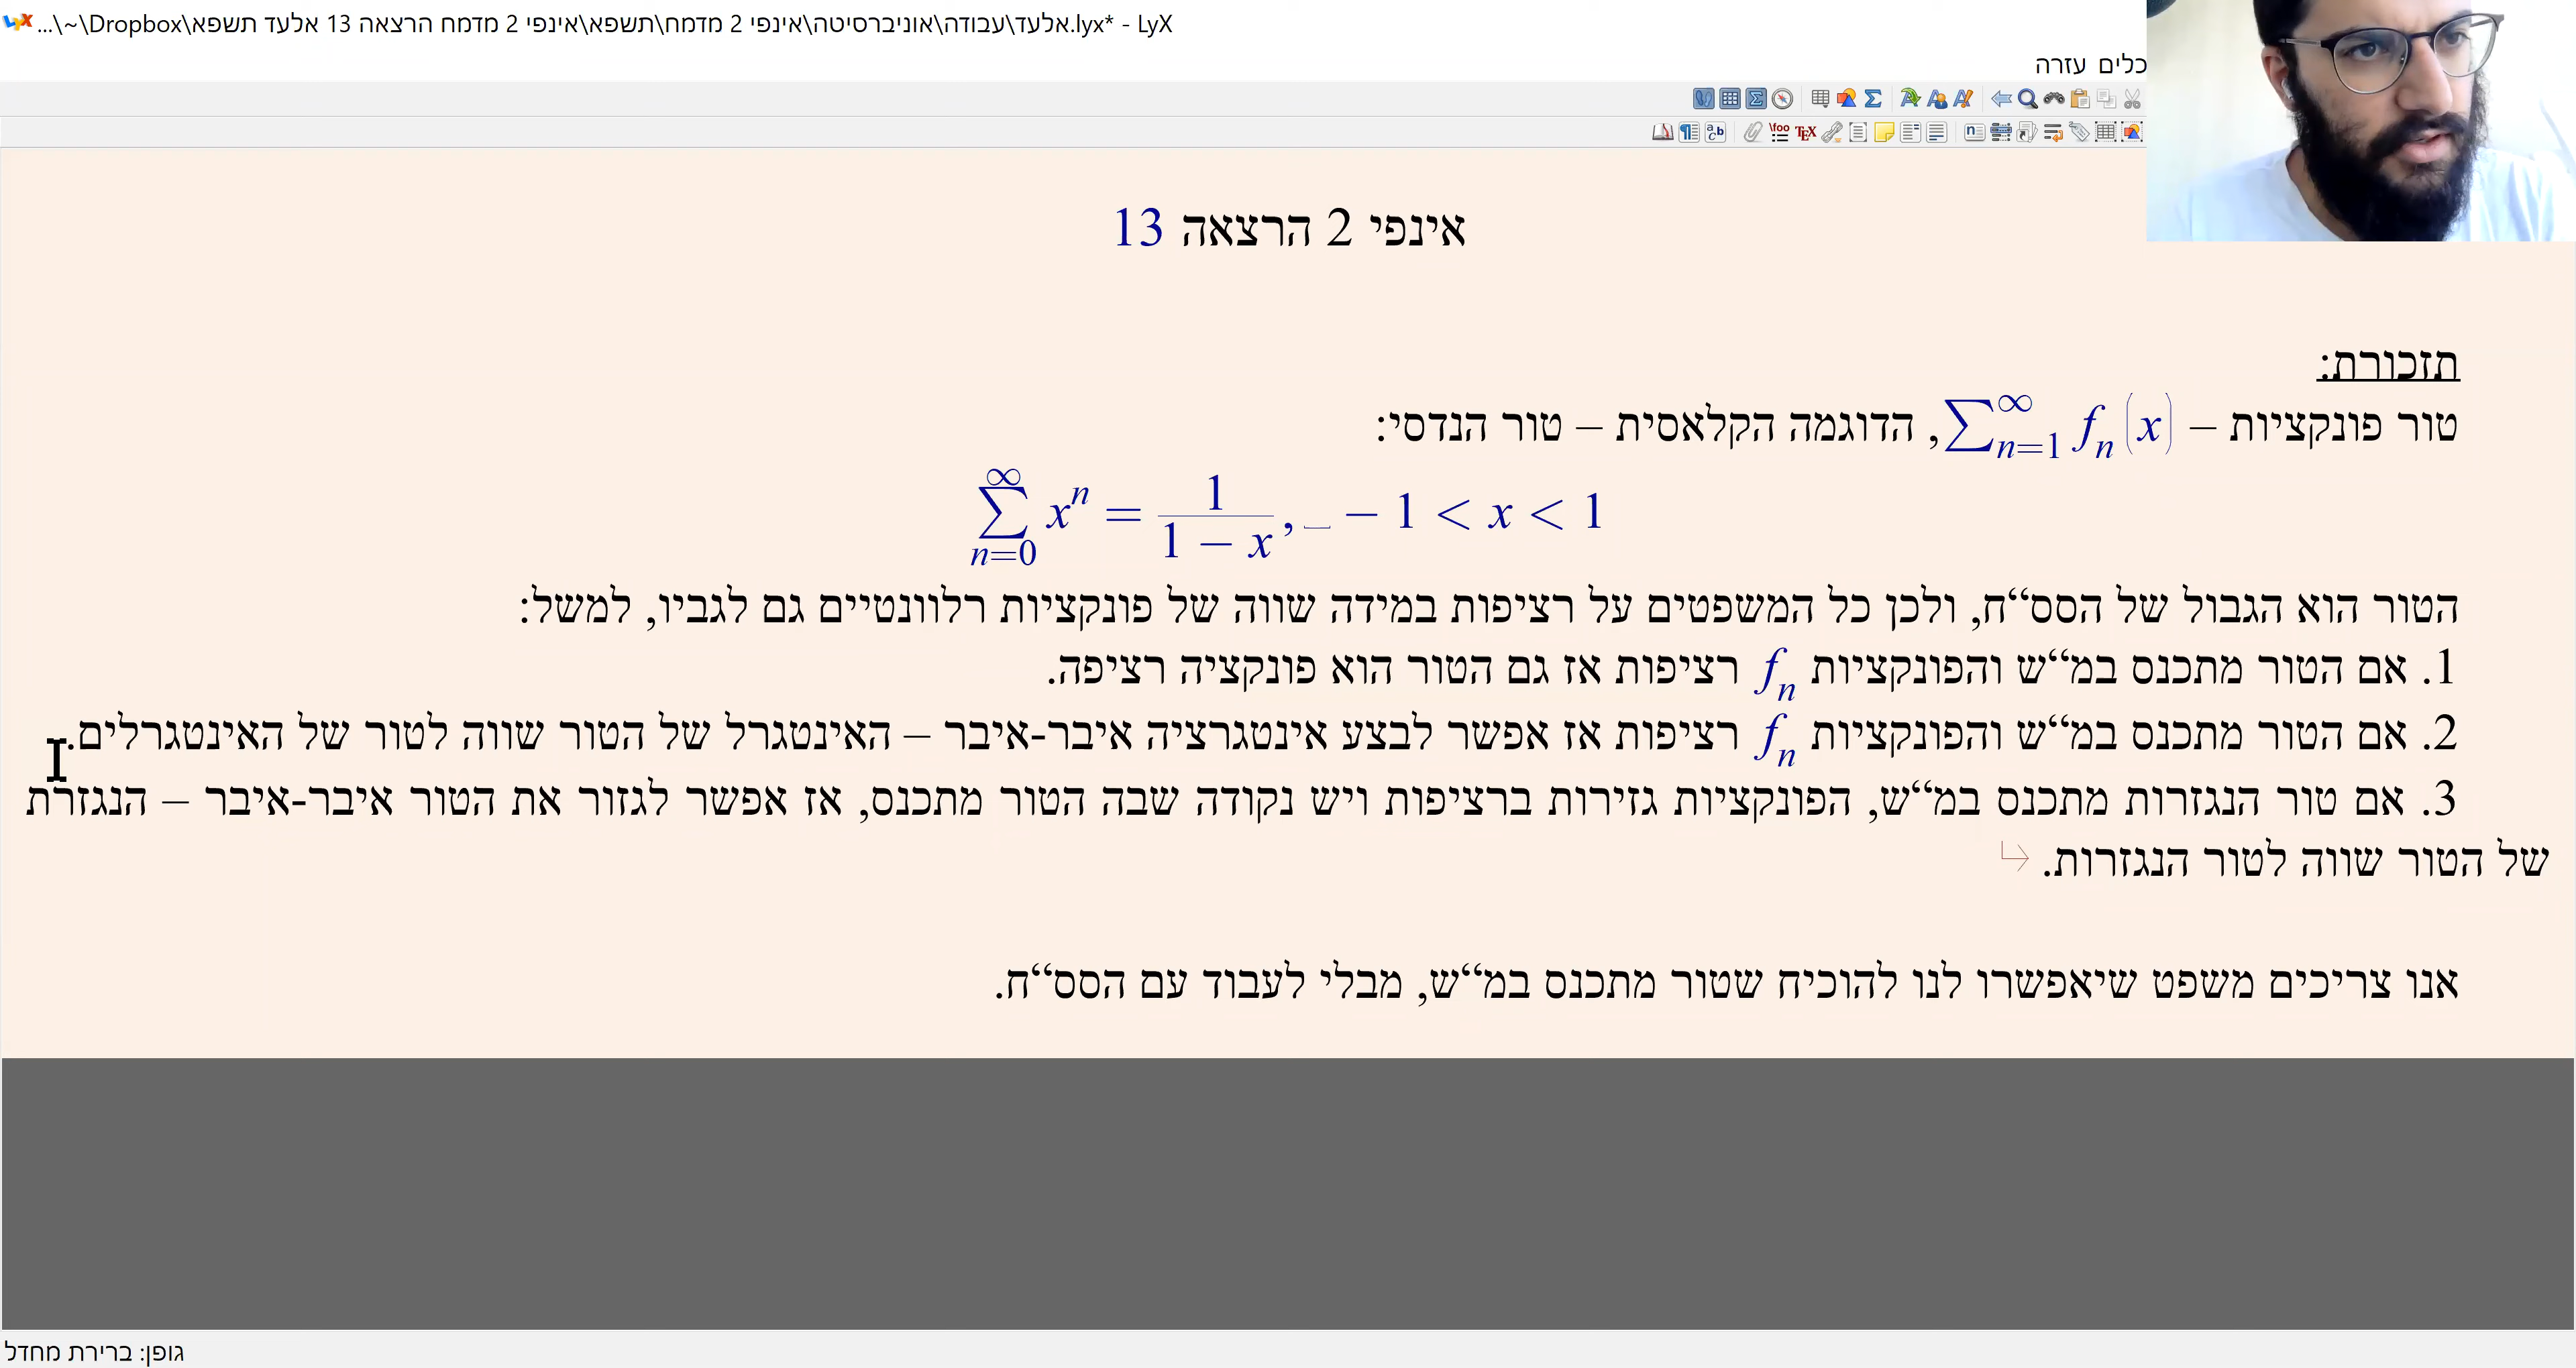 ...\~\Dropbox\אלעד\עבודה\אוניברסיטה\אינפי 2 מדמח\תשפא\אינפי 2 מדמח הרצאה 13 אלעד תשפא.lyx* - LyX
כלים עזרה
אינפי 2 הרצאה 13
תזכורת:
טור פונקציות – $\sum_{n=1}^{\infty} f_n(x)$, הדוגמה הקלאסית – טור הנדסי:
$\sum_{n=0}^{\infty} x^n = \frac{1}{1-x}, -1 < x < 1$
הטור הוא הגבול של הסס“ח, ולכן כל המשפטים על רציפות במידה שווה של פונקציות רלוונטיים גם לגביו, למשל:
1. אם הטור מתכנס במ“ש והפונקציות $f_n$ רציפות אז גם הטור הוא פונקציה רציפה.
2. אם הטור מתכנס במ“ש והפונקציות $f_n$ רציפות אז אפשר לבצע אינטגרציה איבר-איבר – האינטגרל של הטור שווה לטור של האינטגרלים.
3. אם טור הנגזרות מתכנס במ“ש, הפונקציות גזירות ברציפות ויש נקודה שבה הטור מתכנס, אז אפשר לגזור את הטור איבר-איבר – הנגזרת
של הטור שווה לטור הנגזרות.
אנו צריכים משפט שיאפשרו לנו להוכיח שטור מתכנס במ“ש, מבלי לעבוד עם הסס“ח.
גופן: ברירת מחדל